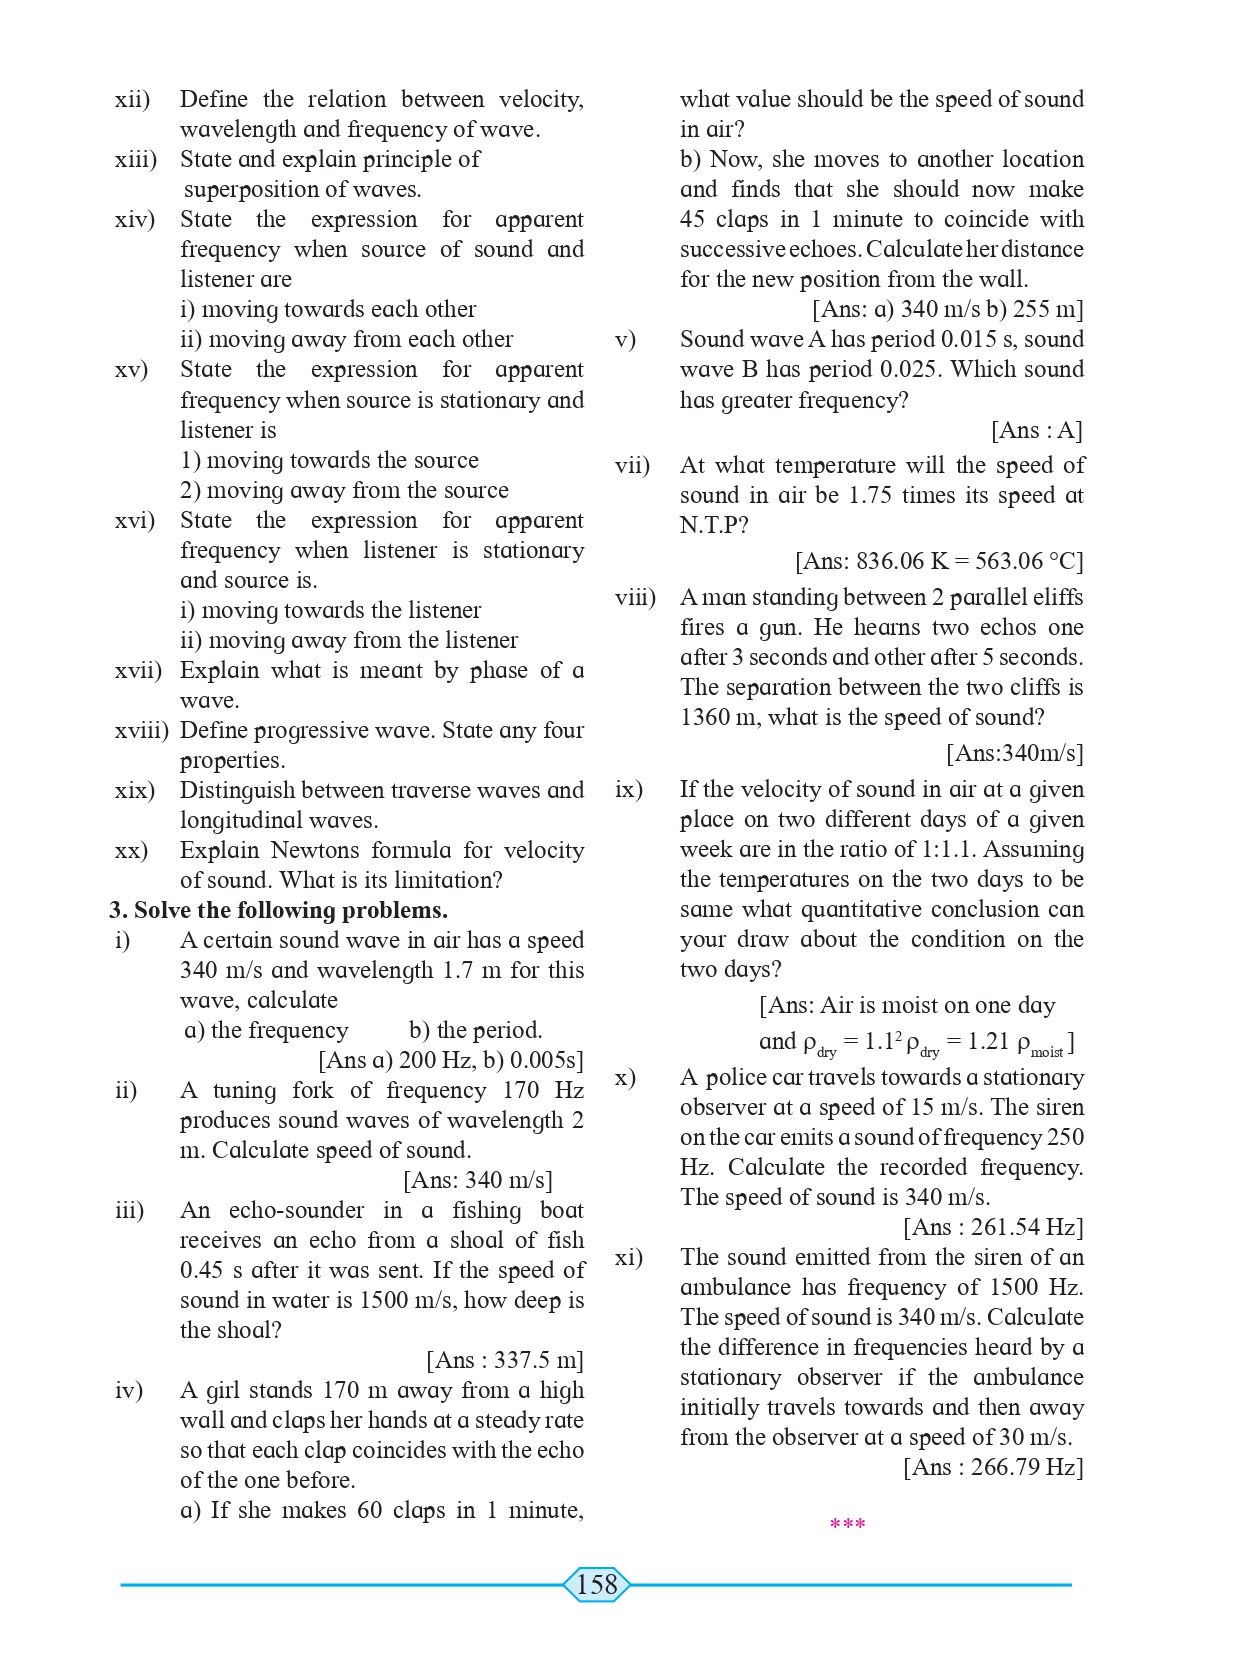 xii) Define the relation between velocity,
wavelength and frequency of wave.
xiii) State and explain principle of
superposition of waves.
xiv) State the expression for apparent
frequency when source of sound and
listener are
i) moving towards each other
ii) moving away from each other
xv) State the expression for apparent
frequency when source is stationary and
listener is
1) moving towards the source
2) moving away from the source
xvi) State the expression for apparent
frequency when listener is stationary
and source is.
i) moving towards the listener
ii) moving away from the listener
xvii) Explain what is meant by phase of a
wave.
xviii) Define progressive wave. State any four
properties.
xix) Distinguish between traverse waves and
longitudinal waves.
xx) Explain Newtons formula for velocity
of sound. What is its limitation?
3. Solve the following problems.
i) A certain sound wave in air has a speed
340 m/s and wavelength 1.7 m for this
wave, calculate
a) the frequency b) the period.
[Ans a) 200 Hz, b) 0.005s]
ii) A tuning fork of frequency 170 Hz
produces sound waves of wavelength 2
m. Calculate speed of sound.
[Ans: 340 m/s]
iii) An echo-sounder in a fishing boat
receives an echo from a shoal of fish
0.45 s after it was sent. If the speed of
sound in water is 1500 m/s, how deep is
the shoal?
[Ans : 337.5 m]
iv) A girl stands 170 m away from a high
wall and claps her hands at a steady rate
so that each clap coincides with the echo
of the one before.
a) If she makes 60 claps in 1 minute,
what value should be the speed of sound
in air?
b) Now, she moves to another location
and finds that she should now make
45 claps in 1 minute to coincide with
successive echoes. Calculate her distance
for the new position from the wall.
[Ans: a) 340 m/s b) 255 m]
v) Sound wave A has period 0.015 s, sound
wave B has period 0.025. Which sound
has greater frequency?
[Ans : A]
vii) At what temperature will the speed of
sound in air be 1.75 times its speed at
N.T.P?
[Ans: 836.06 K = 563.06 °C]
viii) A man standing between 2 parallel eliffs
fires a gun. He hearns two echos one
after 3 seconds and other after 5 seconds.
The separation between the two cliffs is
1360 m, what is the speed of sound?
[Ans:340m/s]
ix) If the velocity of sound in air at a given
place on two different days of a given
week are in the ratio of 1:1.1. Assuming
the temperatures on the two days to be
same what quantitative conclusion can
your draw about the condition on the
two days?
[Ans: Air is moist on one day
and ρdry = 1.1² ρdry = 1.21 ρmoist ]
x) A police car travels towards a stationary
observer at a speed of 15 m/s. The siren
on the car emits a sound of frequency 250
Hz. Calculate the recorded frequency.
The speed of sound is 340 m/s.
[Ans : 261.54 Hz]
xi) The sound emitted from the siren of an
ambulance has frequency of 1500 Hz.
The speed of sound is 340 m/s. Calculate
the difference in frequencies heard by a
stationary observer if the ambulance
initially travels towards and then away
from the observer at a speed of 30 m/s.
[Ans : 266.79 Hz]
***
158